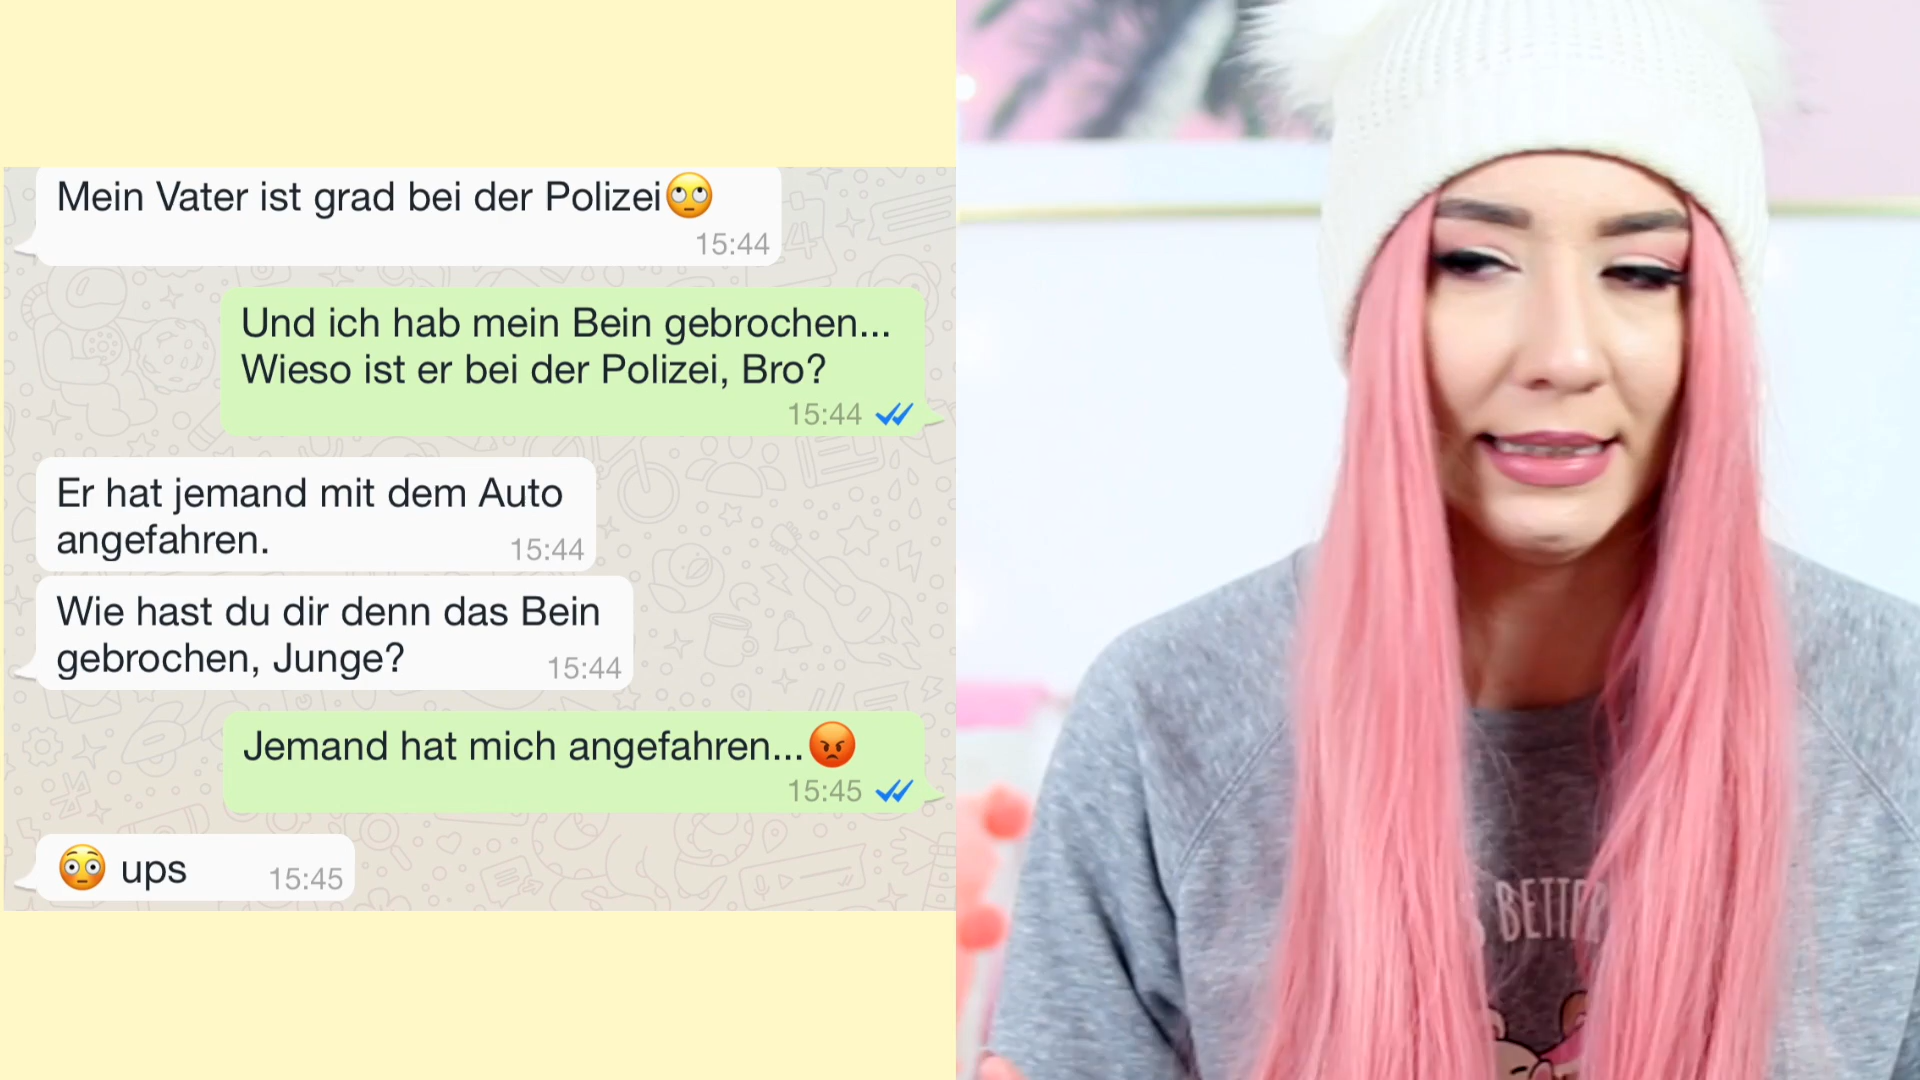 Mein Vater ist grad bei der Polizei🙄
15:44
Und ich hab mein Bein gebrochen...
Wieso ist er bei der Polizei, Bro?
15:44
Er hat jemand mit dem Auto
angefahren.
15:44
Wie hast du dir denn das Bein
gebrochen, Junge?
15:44
Jemand hat mich angefahren...😡
15:45
😳 ups
15:45
BETTER